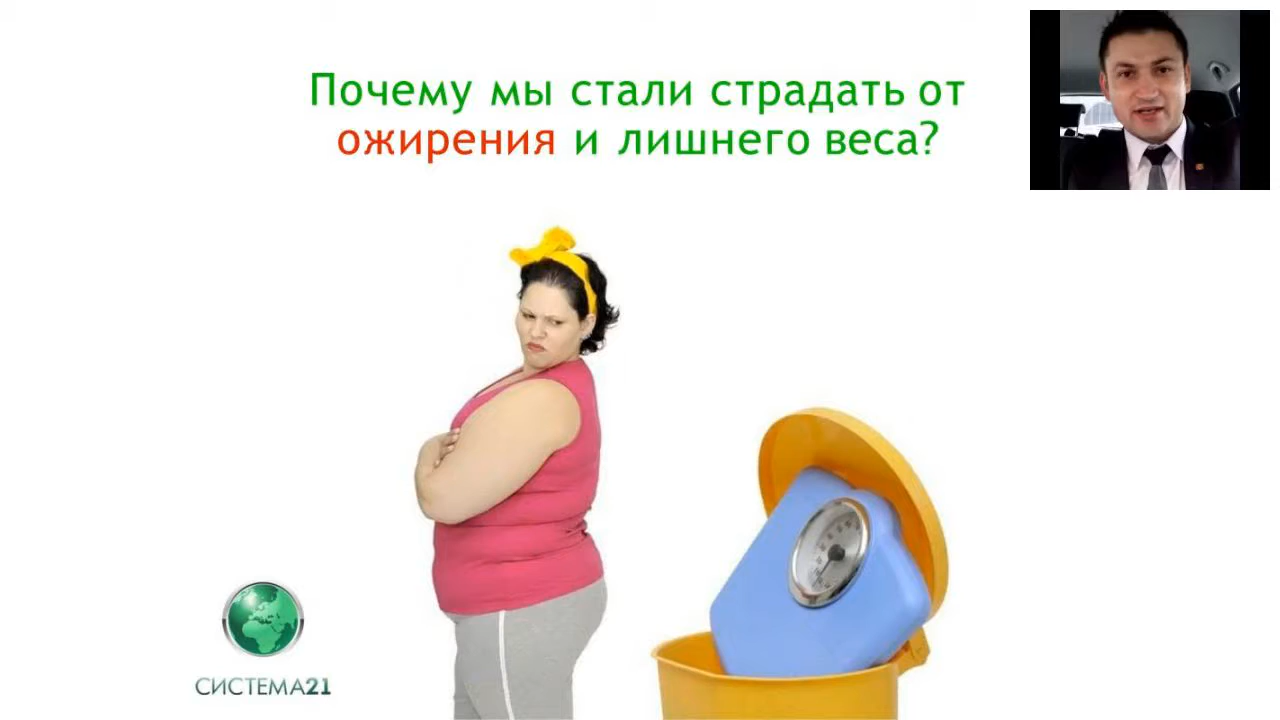 Почему мы стали страдать от
ожирения и лишнего веса?
СИСТЕМА21